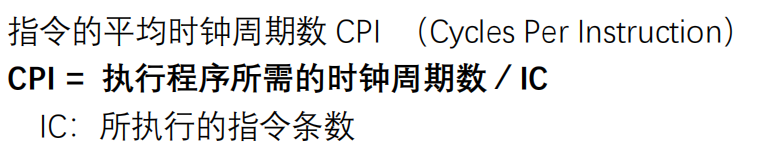 指令的平均时钟周期数 CPI （Cycles Per Instruction）
CPI = 执行程序所需的时钟周期数 / IC
IC：所执行的指令条数